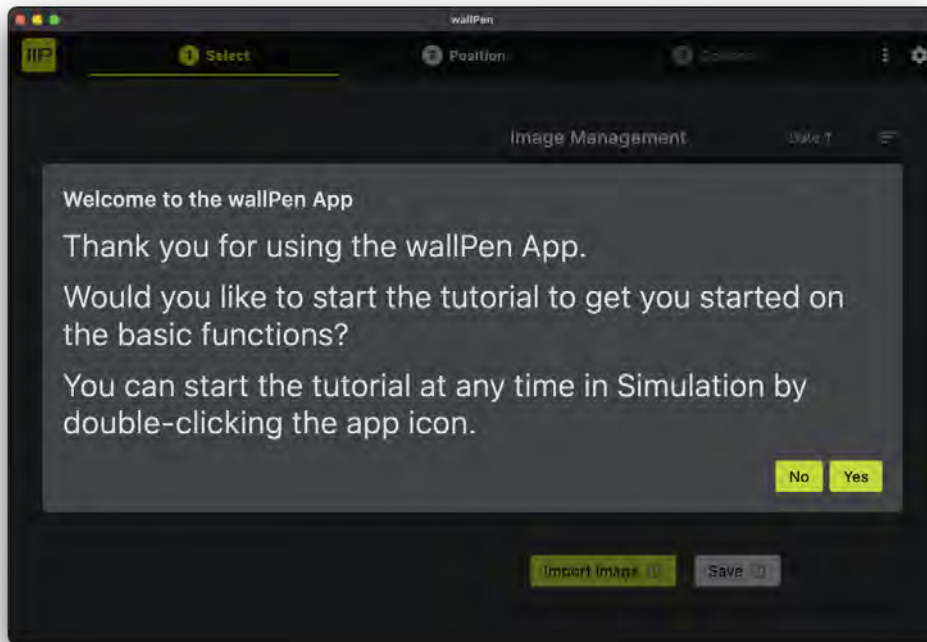 wallPen
1 Select
2 Position
Image Management
Welcome to the wallPen App
Thank you for using the wallPen App.
Would you like to start the tutorial to get you started on
the basic functions?
You can start the tutorial at any time in Simulation by
double-clicking the app icon.
No Yes
Import Image
Save